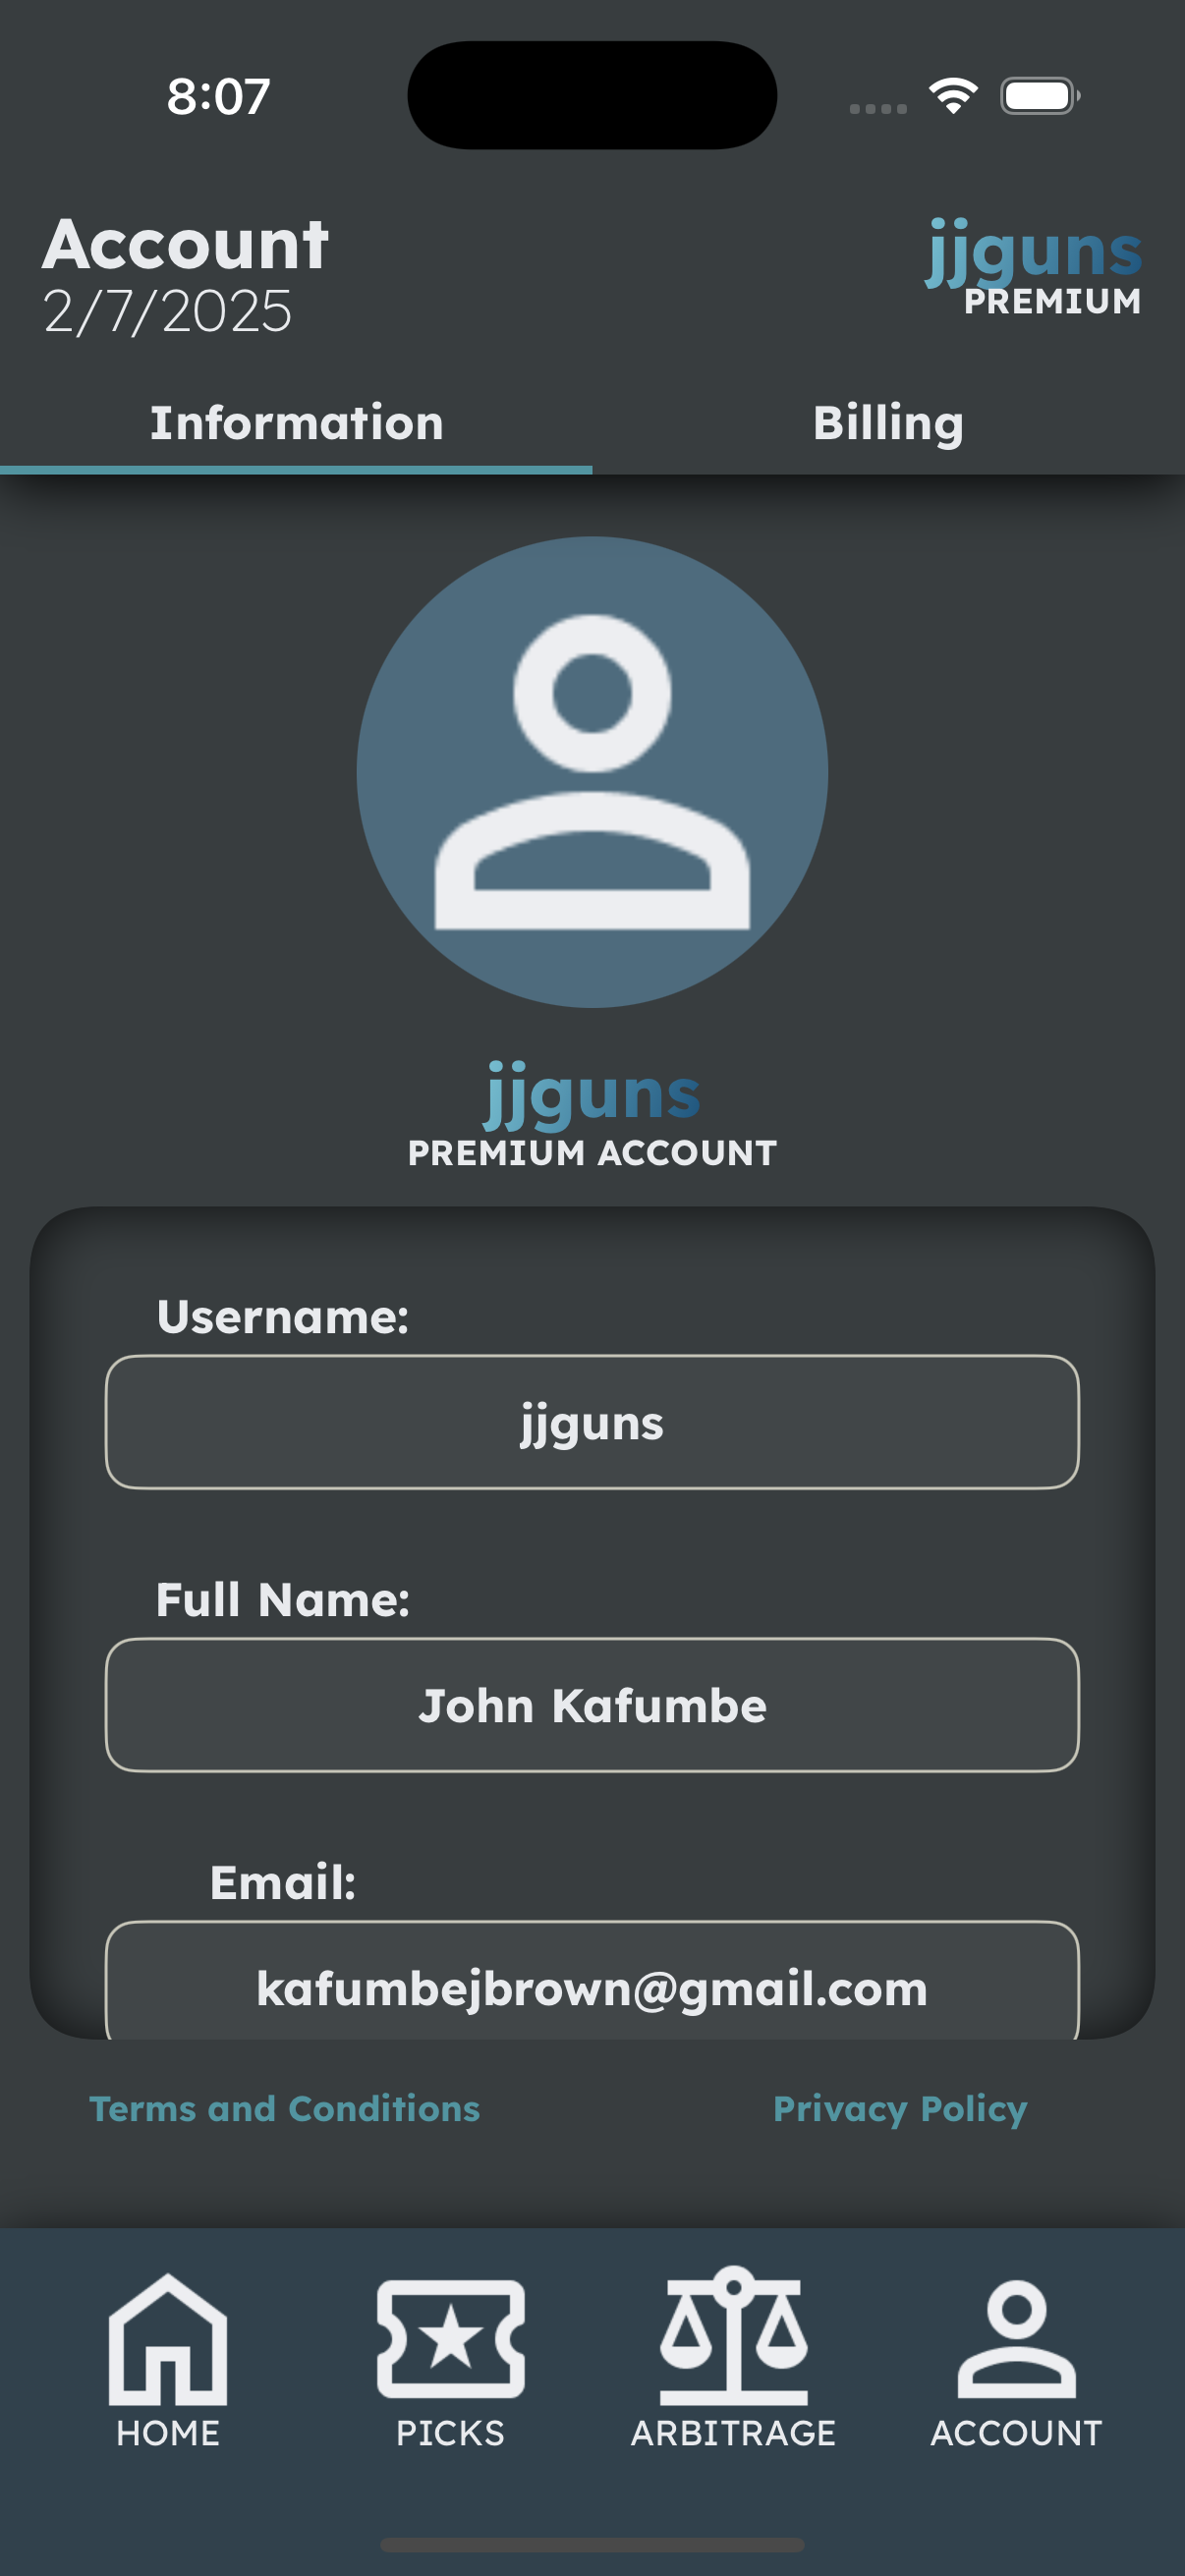 8:07
Account
2/7/2025
jjguns
PREMIUM
Information
Billing
jjguns
PREMIUM ACCOUNT
Username:
jjguns
Full Name:
John Kafumbe
Email:
kafumbejbrown@gmail.com
Terms and Conditions
Privacy Policy
HOME
PICKS
ARBITRAGE
ACCOUNT